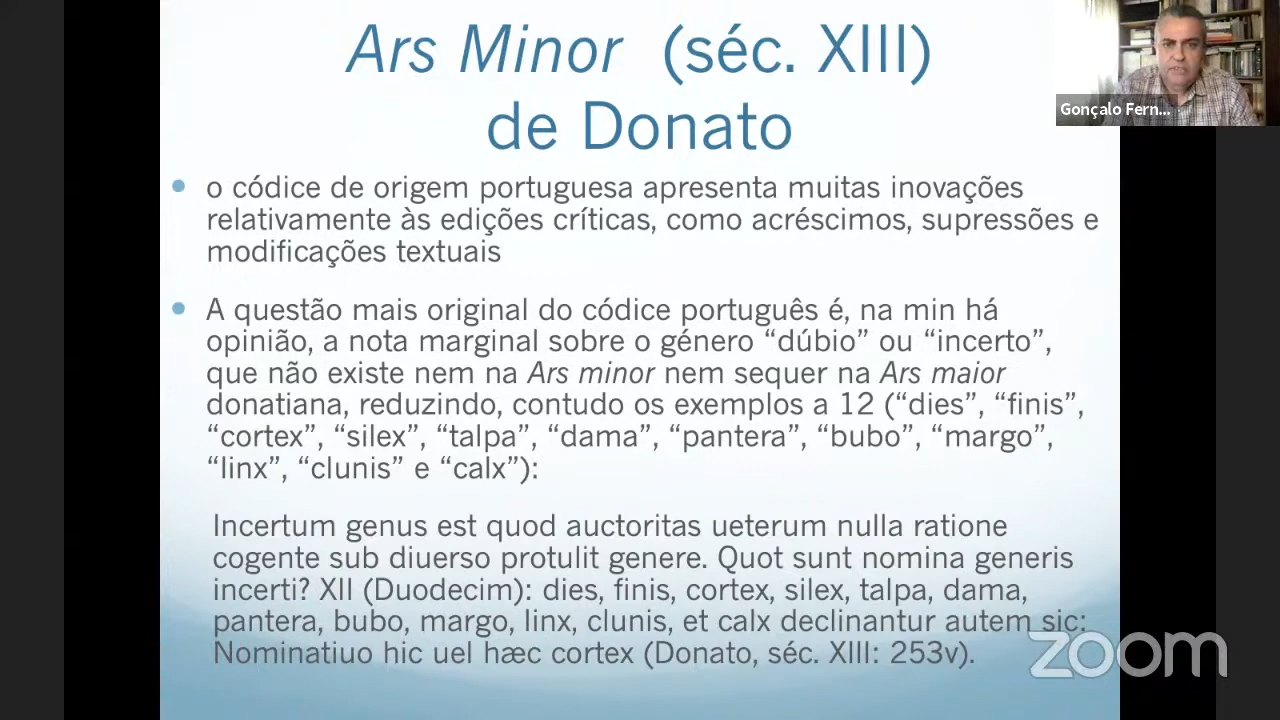 Ars Minor (séc. XIII)
de Donato
Gonçalo Fern...
• o códice de origem portuguesa apresenta muitas inovações
relativamente às edições críticas, como acréscimos, supressões e
modificações textuais
• A questão mais original do códice português é, na min há
opinião, a nota marginal sobre o género “dúbio” ou “incerto”,
que não existe nem na Ars minor nem sequer na Ars maior
donatiana, reduzindo, contudo os exemplos a 12 (“dies”, “finis”,
“cortex”, “silex”, “talpa”, “dama”, “pantera”, “bubo”, “margo”,
“linx”, “clunis” e “calx”):
Incertum genus est quod auctoritas ueterum nulla ratione
cogente sub diuerso protulit genere. Quot sunt nomina generis
incerti? XII (Duodecim): dies, finis, cortex, silex, talpa, dama,
pantera, bubo, margo, linx, clunis, et calx declinantur autem sic:
Nominatiuo hic uel hæc cortex (Donato, séc. XIII: 253v).
zoom